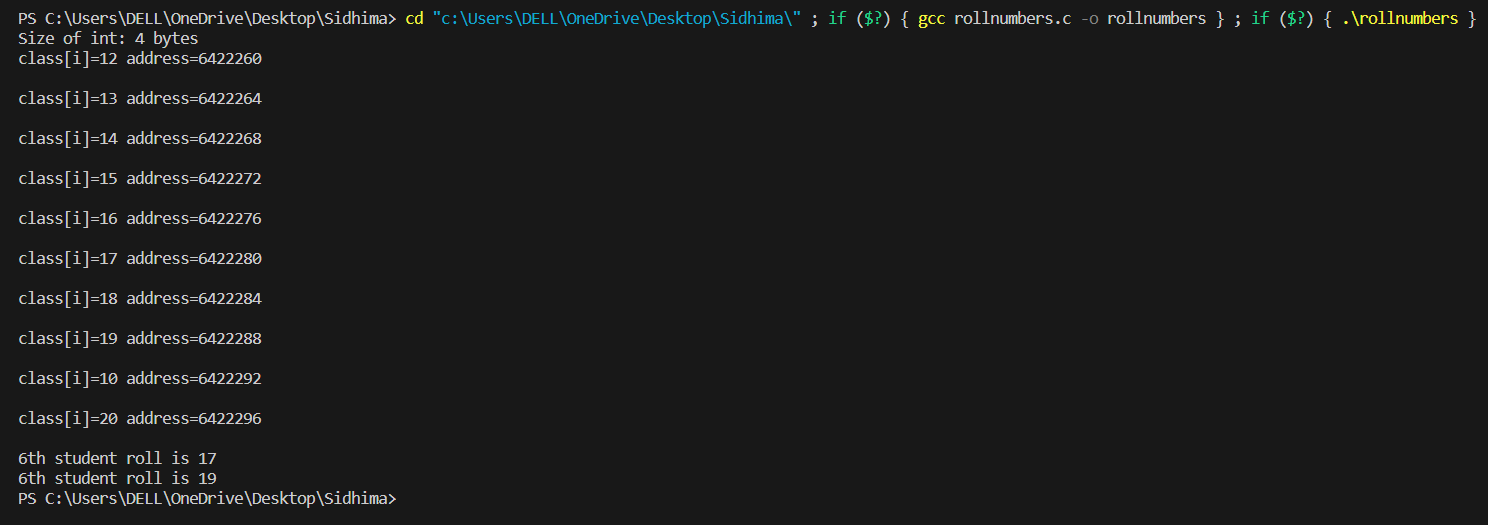 PS C:\Users\DELL\OneDrive\Desktop\Sidhima> cd "c:\Users\DELL\OneDrive\Desktop\Sidhima\" ; if ($?) { gcc rollnumbers.c -o rollnumbers } ; if ($?) { .\rollnumbers }
Size of int: 4 bytes
class[i]=12 address=6422260
class[i]=13 address=6422264
class[i]=14 address=6422268
class[i]=15 address=6422272
class[i]=16 address=6422276
class[i]=17 address=6422280
class[i]=18 address=6422284
class[i]=19 address=6422288
class[i]=10 address=6422292
class[i]=20 address=6422296
6th student roll is 17
6th student roll is 19
PS C:\Users\DELL\OneDrive\Desktop\Sidhima>